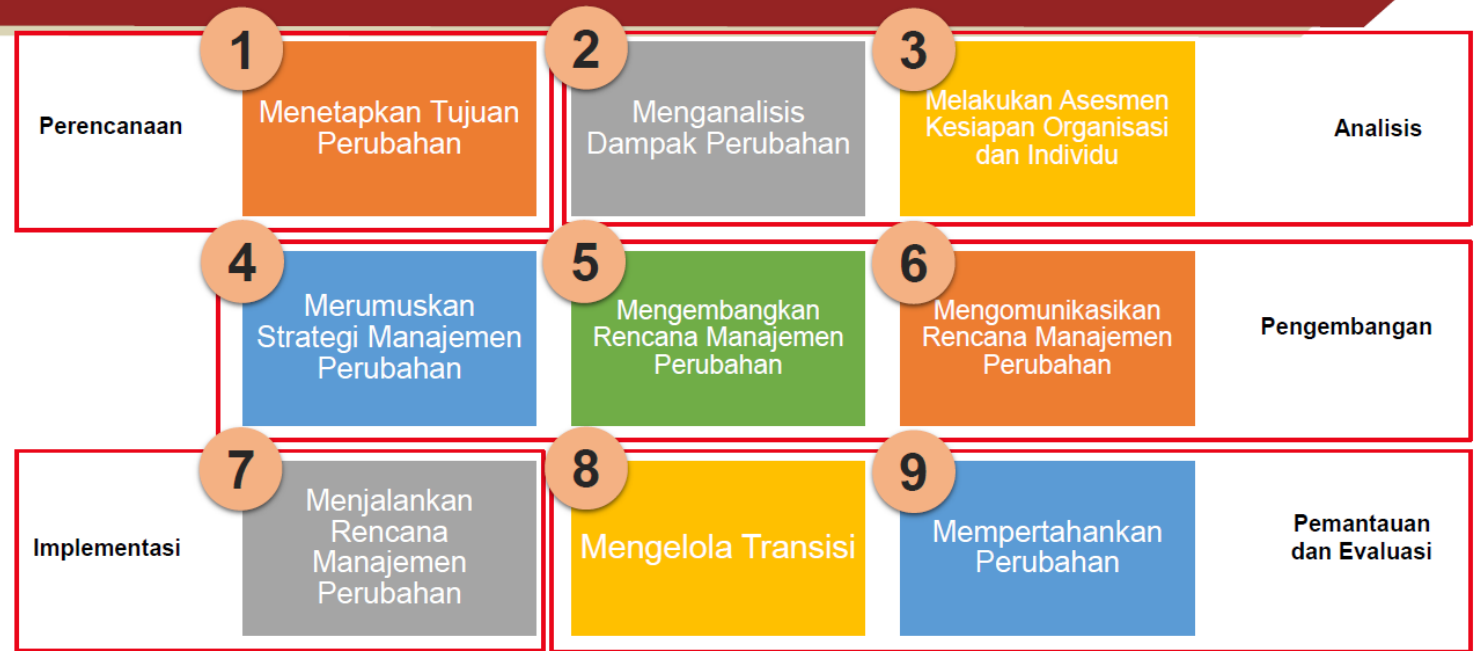 1
2
3
Perencanaan
Menetapkan Tujuan
Perubahan
Menganalisis
Dampak Perubahan
Melakukan Asesmen
Kesiapan Organisasi
dan Individu
Analisis
4
5
6
Merumuskan
Strategi Manajemen
Perubahan
Mengembangkan
Rencana Manajemen
Perubahan
Mengomunikasikan
Rencana Manajemen
Perubahan
Pengembangan
7
8
9
Implementasi
Menjalankan
Rencana
Manajemen
Perubahan
Mengelola Transisi
Mempertahankan
Perubahan
Pemantauan
dan Evaluasi